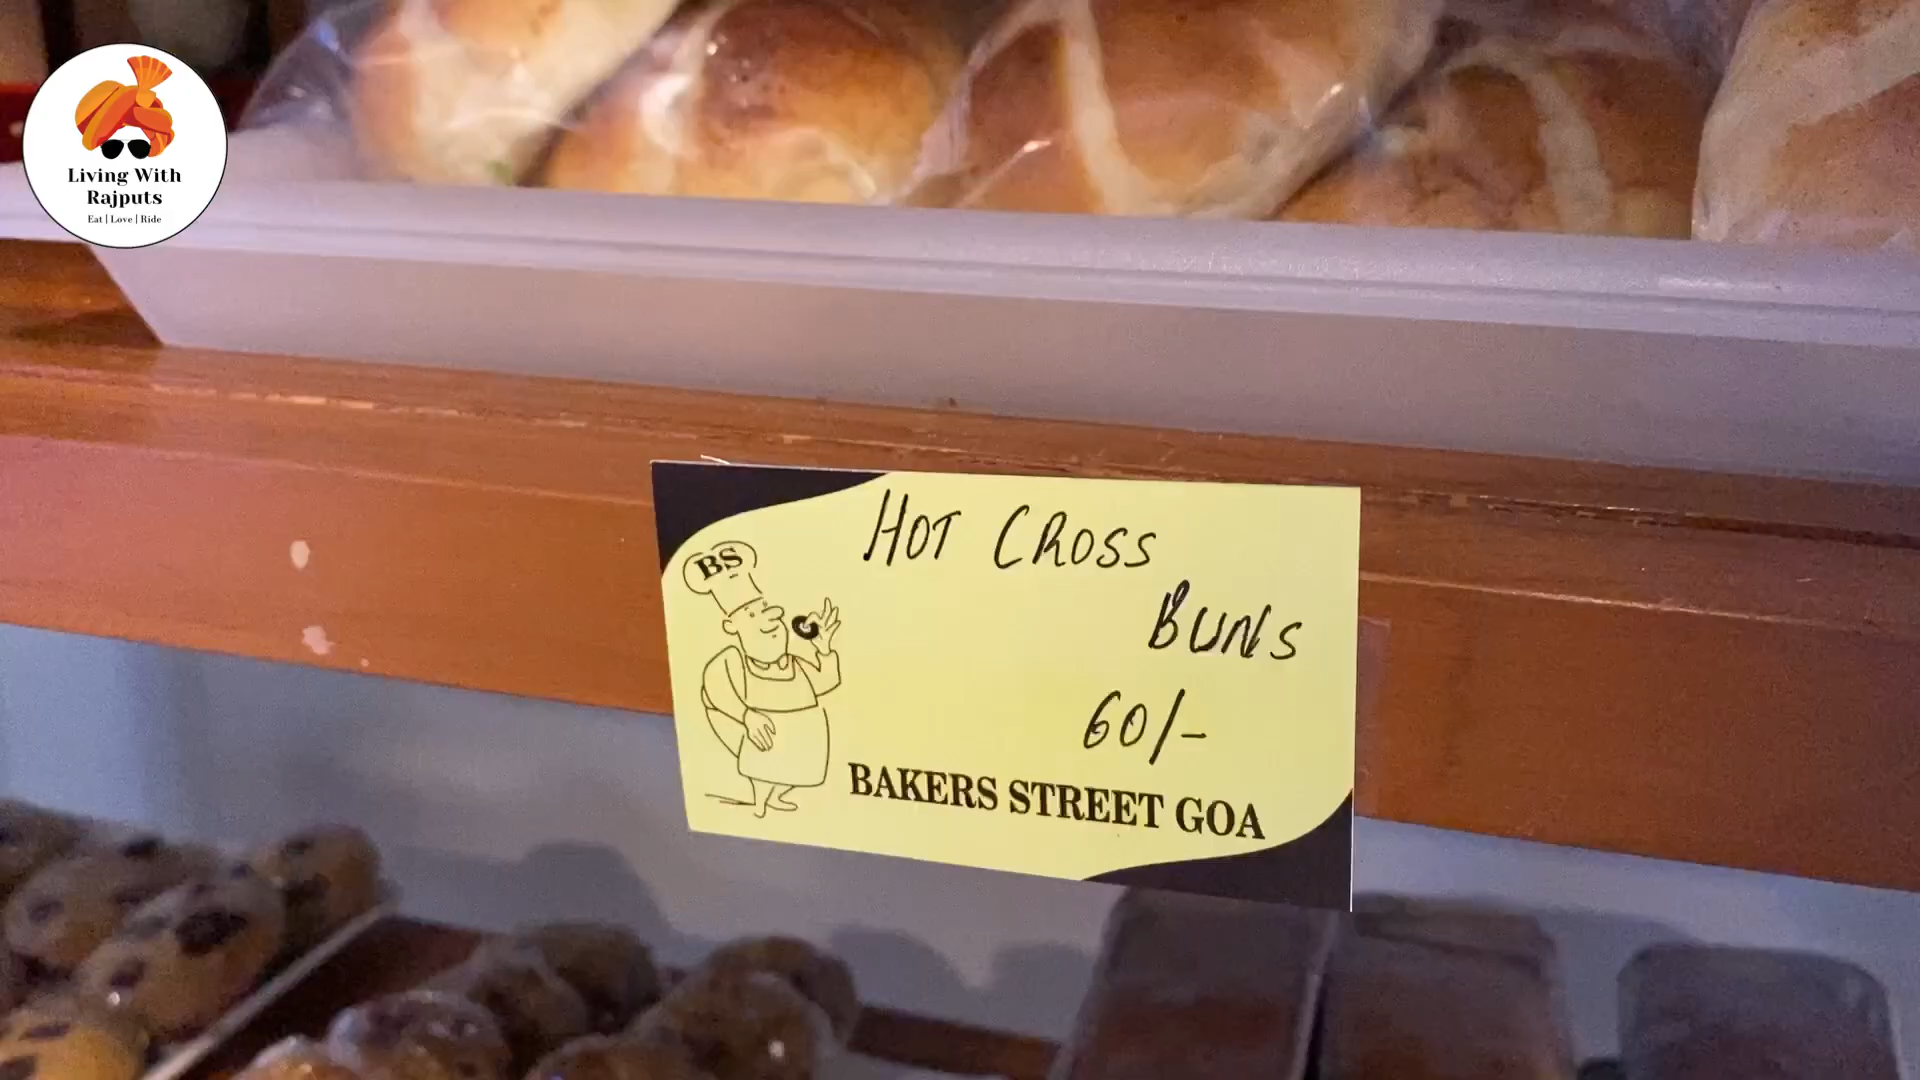 Living With
Rajputs
Eat | Love | Ride
HOT CROSS
BUNS
60/-
BS
BAKERS STREET GOA